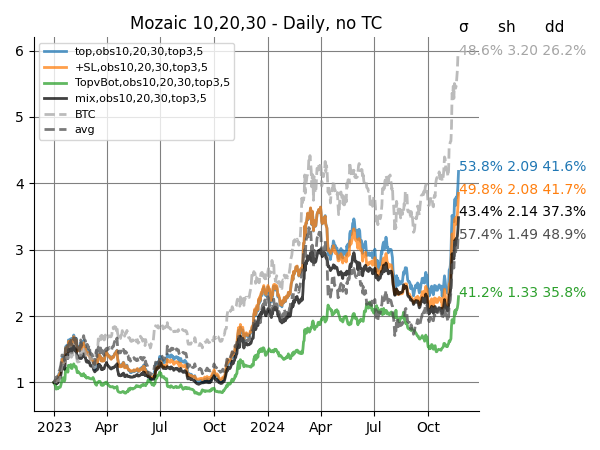 Mozaic 10,20,30 - Daily, no TC
σ sh dd
top,obs10,20,30,top3,5
+SL,obs10,20,30,top3,5
TopvBot,obs10,20,30,top3,5
mix,obs10,20,30,top3,5
BTC
avg
48.6% 3.20 26.2%
53.8% 2.09 41.6%
49.8% 2.08 41.7%
43.4% 2.14 37.3%
57.4% 1.49 48.9%
41.2% 1.33 35.8%
6
5
4
3
2
1
2023 Apr Jul Oct 2024 Apr Jul Oct